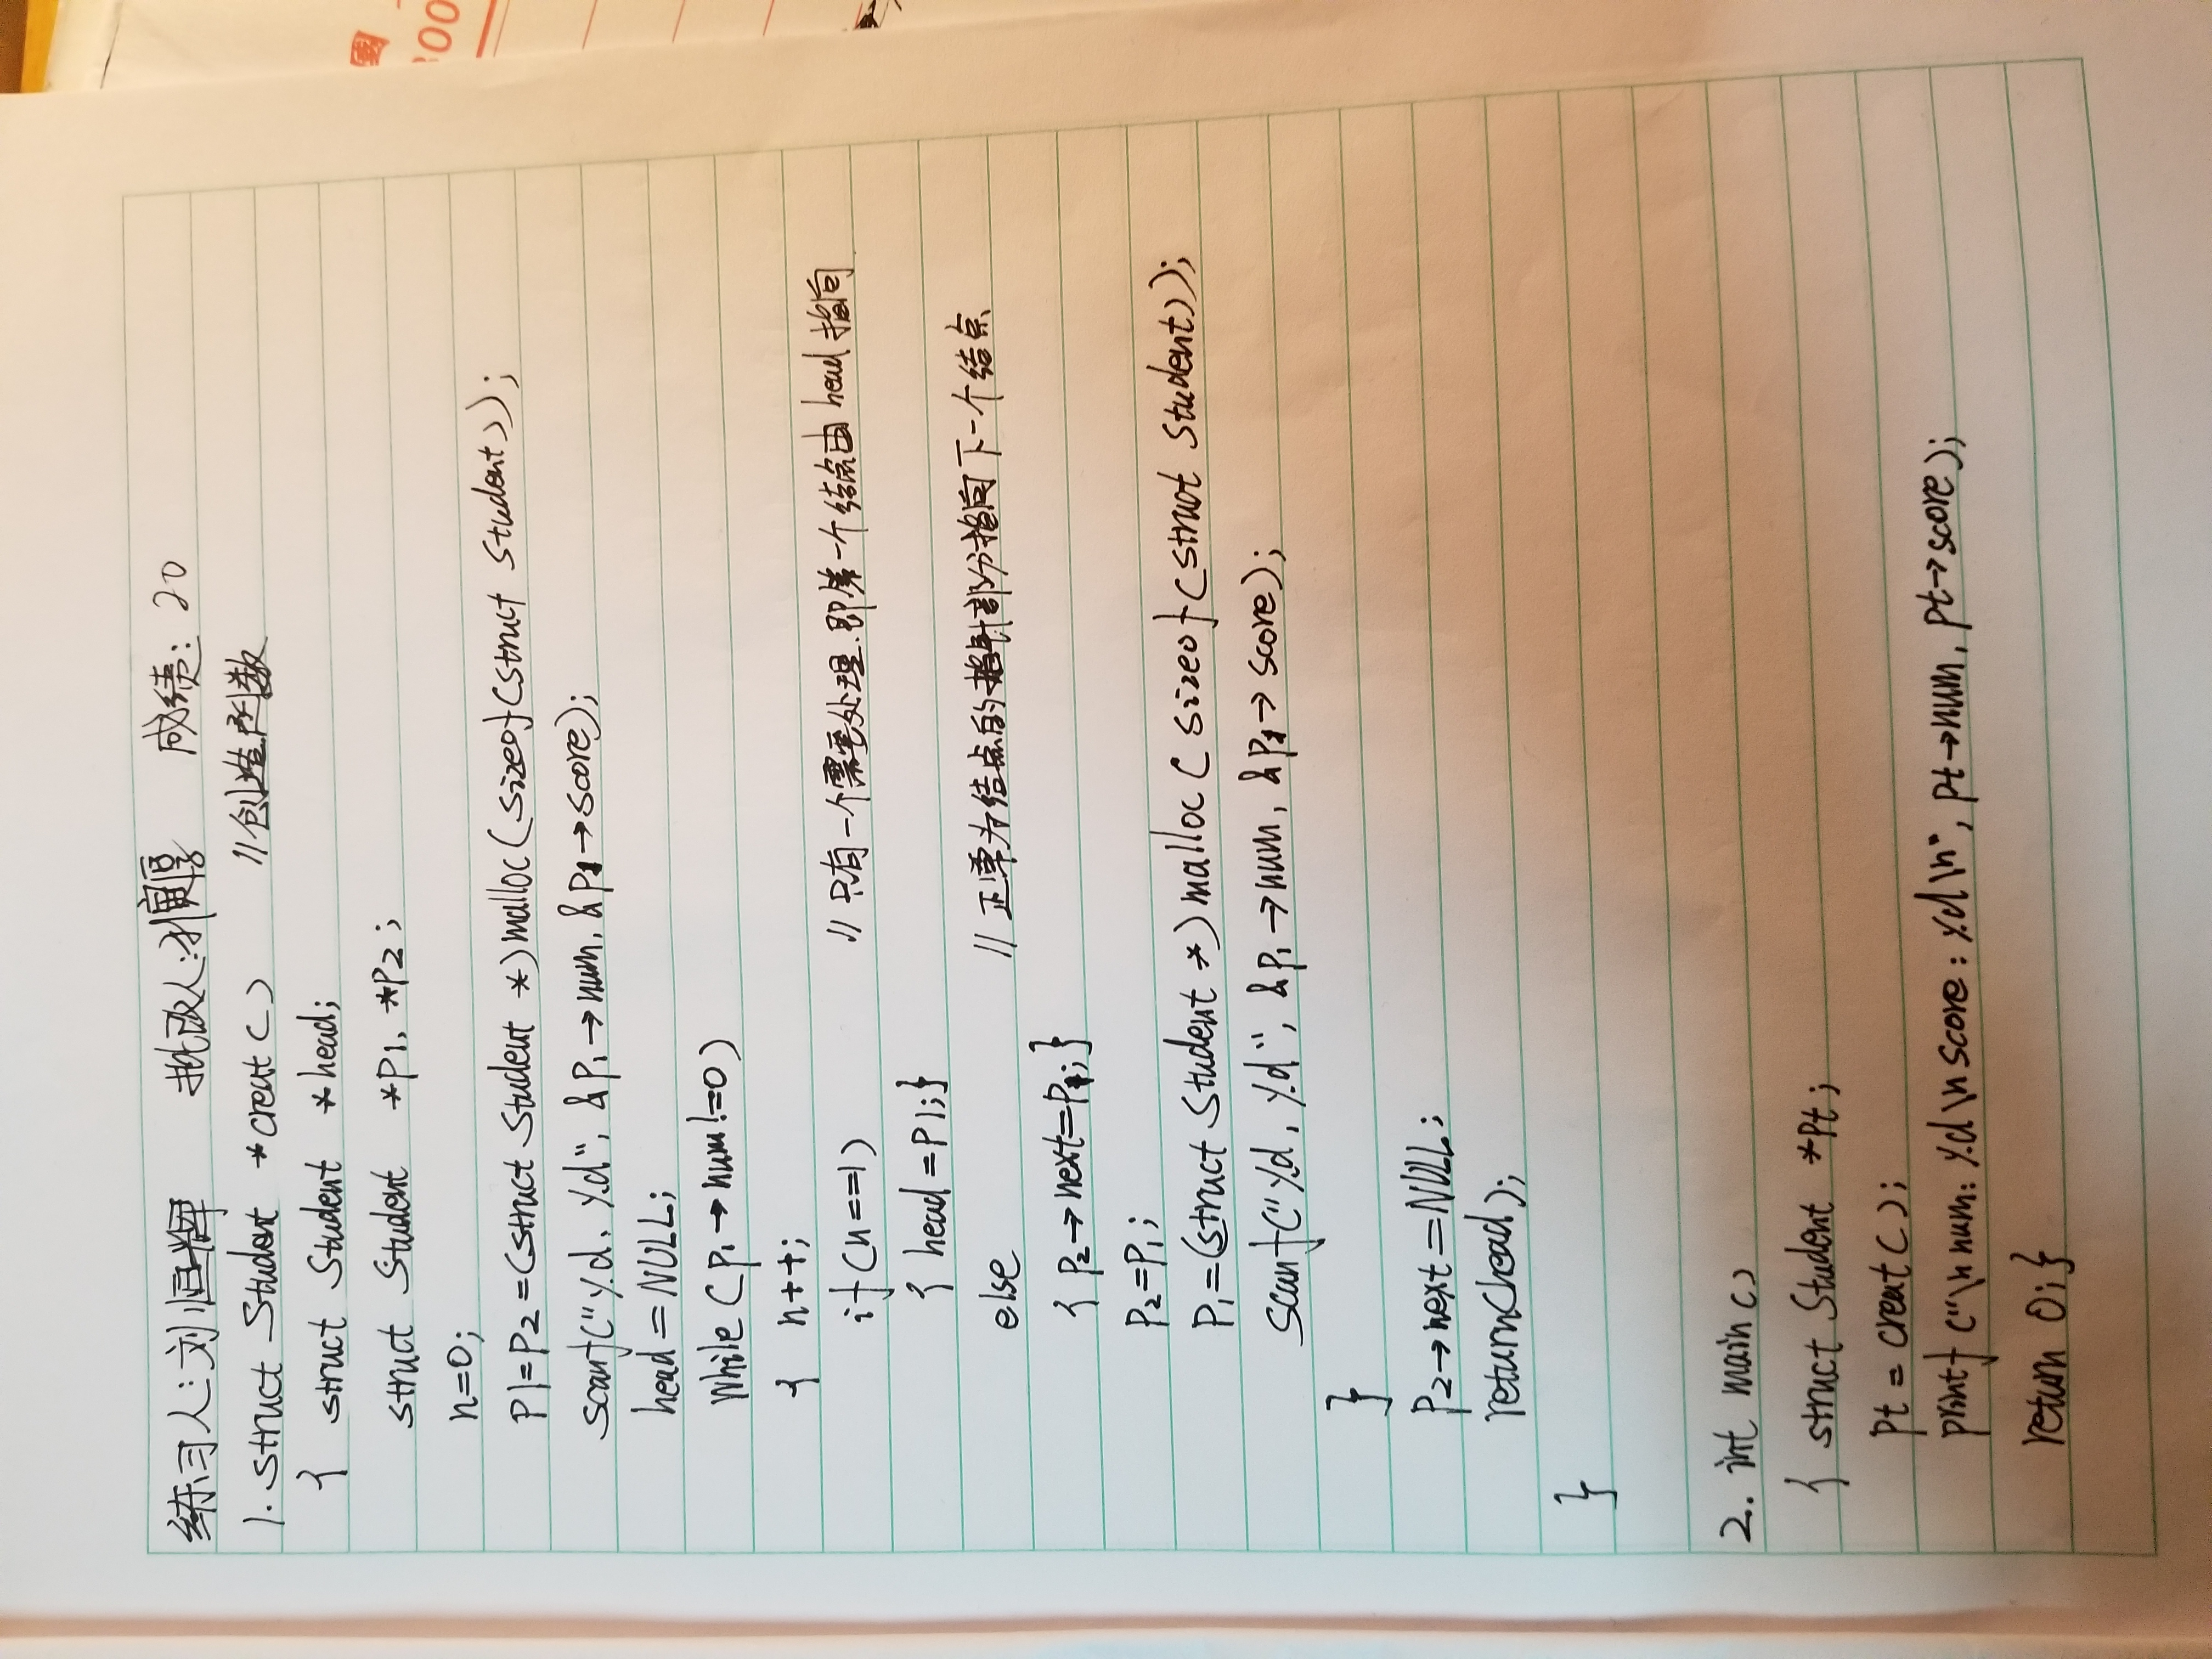 练习人:刘恒辉 批改人: 成绩: 20
1. struct Student *creat() //创造函数
{ struct Student *head;
struct Student *p1, *p2;
n=0;
p1=p2=(struct Student *)malloc(sizeof(struct Student));
scanf("%d, %d", &p1→num, &p1→score);
head=NULL;
while (p1→num!=0)
{ n++;
if(n==1) //只有一个需要处理.即第一个结点由head指向
{ head=p1;}
else //正常为结点的指针部分指向下一个结点
{ p2→next=p1;}
p2=p1;
p1=(struct Student *)malloc(sizeof(struct Student));
scanf("%d, %d", &p1→num, &p1→score);
}
p2→next=NULL;
return(head);
}
2. int main()
{ struct Student *pt;
pt=creat();
printf("\n num: %d\n score: %d\n", pt→num, pt→score);
return 0;}
國
00